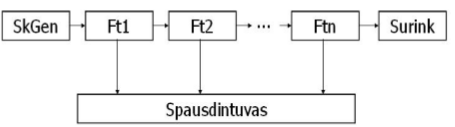 SkGen Ft1 Ft2 ... Ftn Surink
Spausdintuvas